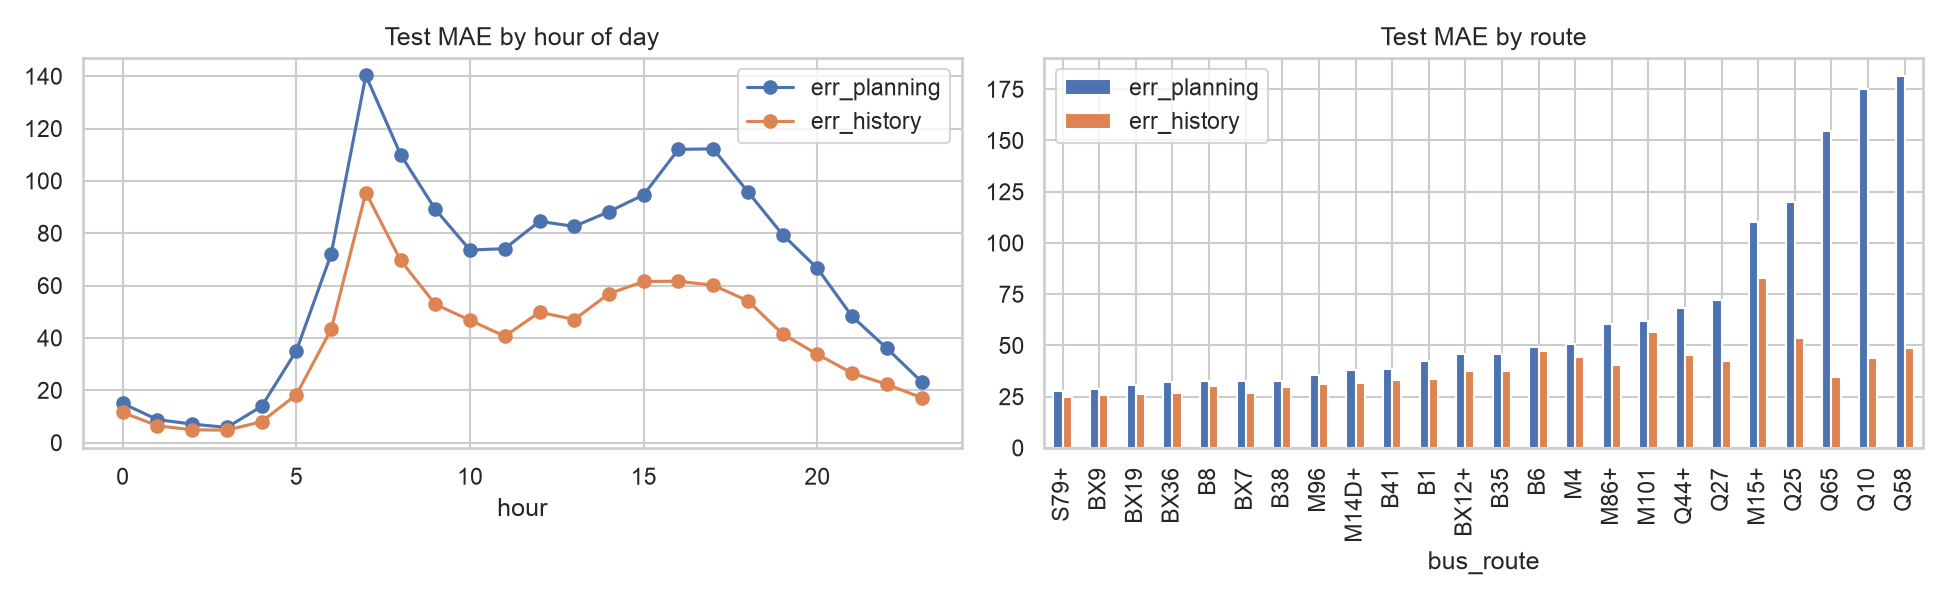 Test MAE by hour of day
140
120
100
80
60
40
20
0
0
5
10
15
20
hour
err_planning
err_history
Test MAE by route
175
150
125
100
75
50
25
0
err_planning
err_history
S79+
BX9
BX19
BX36
B8
BX7
B38
M96
M14D+
B41
B1
BX12+
B35
B6
M4
M86+
M101
Q44+
Q27
M15+
Q25
Q65
Q10
Q58
bus_route